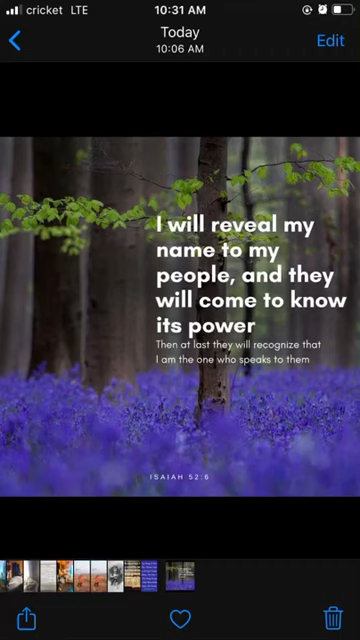 cricket LTE
10:31 AM
Today
10:06 AM
Edit
I will reveal my
name to my
people, and they
will come to know
its power
Then at last they will recognize that
I am the one who speaks to them
ISAIAH 52:6